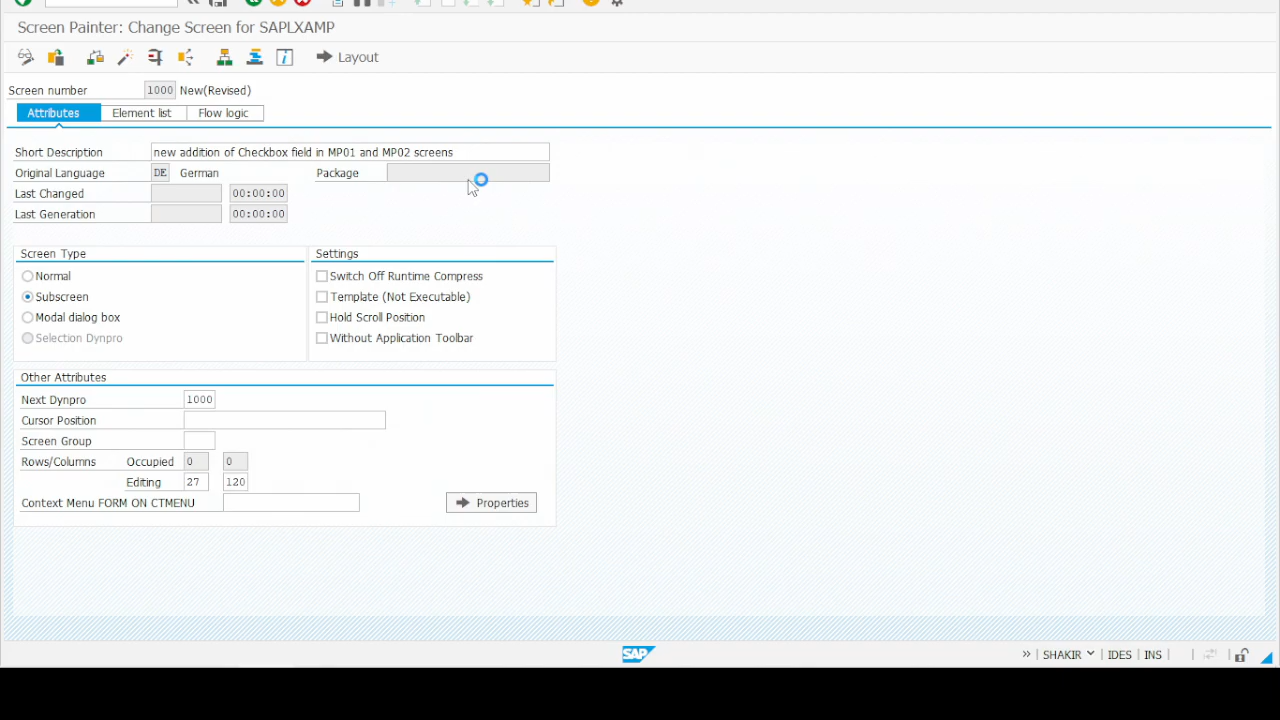 Screen Painter: Change Screen for SAPLXAMP
Layout
Screen number 1000 New(Revised)
Attributes Element list Flow logic
Short Description new addition of Checkbox field in MP01 and MP02 screens
Original Language DE German Package
Last Changed 00:00:00
Last Generation 00:00:00
Screen Type Settings
Normal Switch Off Runtime Compress
Subscreen Template (Not Executable)
Modal dialog box Hold Scroll Position
Selection Dynpro Without Application Toolbar
Other Attributes
Next Dynpro 1000
Cursor Position
Screen Group
Rows/Columns Occupied 0 0
Editing 27 120
Context Menu FORM ON CTMENU Properties
SAP SHAKIR IDES INS